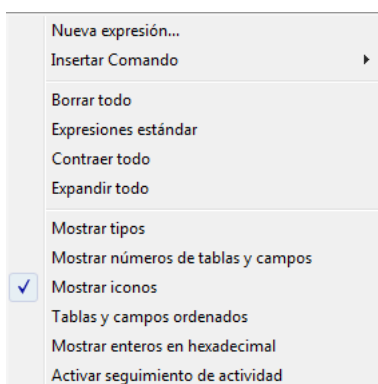 Nueva expresión...
Insertar Comando
Borrar todo
Expresiones estándar
Contraer todo
Expandir todo
Mostrar tipos
Mostrar números de tablas y campos
Mostrar iconos
Tablas y campos ordenados
Mostrar enteros en hexadecimal
Activar seguimiento de actividad